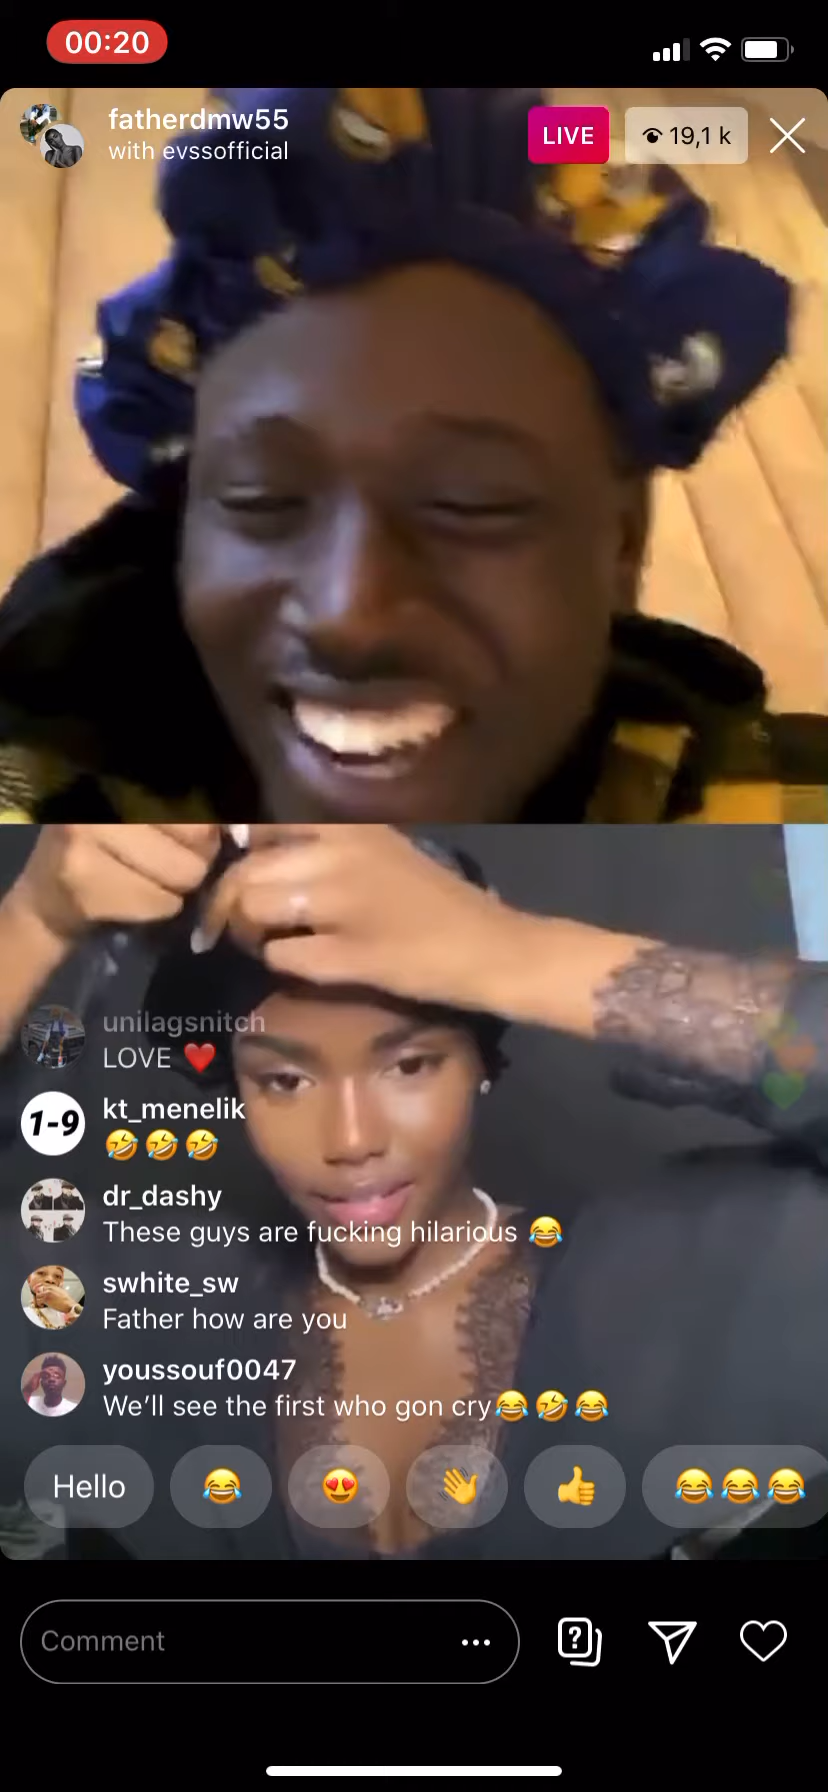 00:20
fatherdmw55
with evssofficial
LIVE
19,1 k
unilagsnitch
LOVE ❤️
1-9
kt_menelik
🤣🤣🤣
dr_dashy
These guys are fucking hilarious 😂
swhite_sw
Father how are you
youssouf0047
We’ll see the first who gon cry😂🤣😂
Hello 😂 😍 👋 👍 😂😂😂
Comment